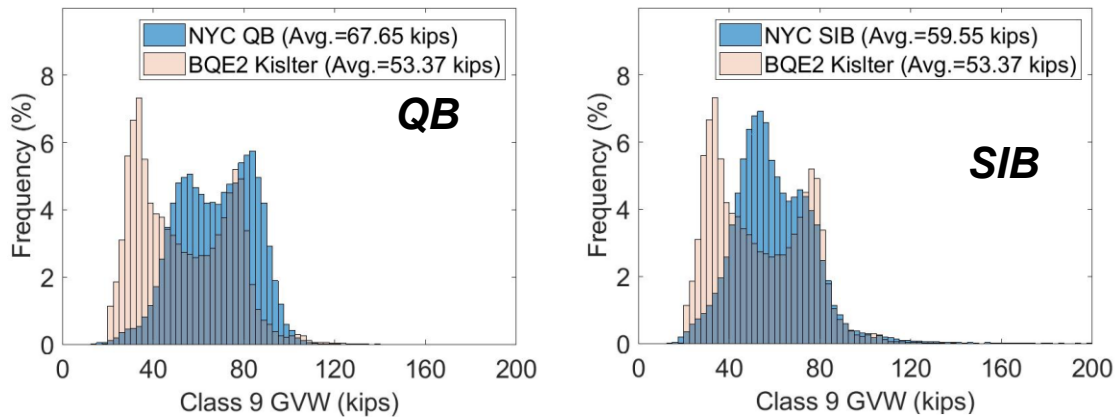 NYC QB (Avg.=67.65 kips)
BQE2 Kislter (Avg.=53.37 kips)
QB
8
6
4
2
0
Frequency (%)
0 40 80 120 160 200
Class 9 GVW (kips)
NYC SIB (Avg.=59.55 kips)
BQE2 Kislter (Avg.=53.37 kips)
SIB
8
6
4
2
0
Frequency (%)
0 40 80 120 160 200
Class 9 GVW (kips)